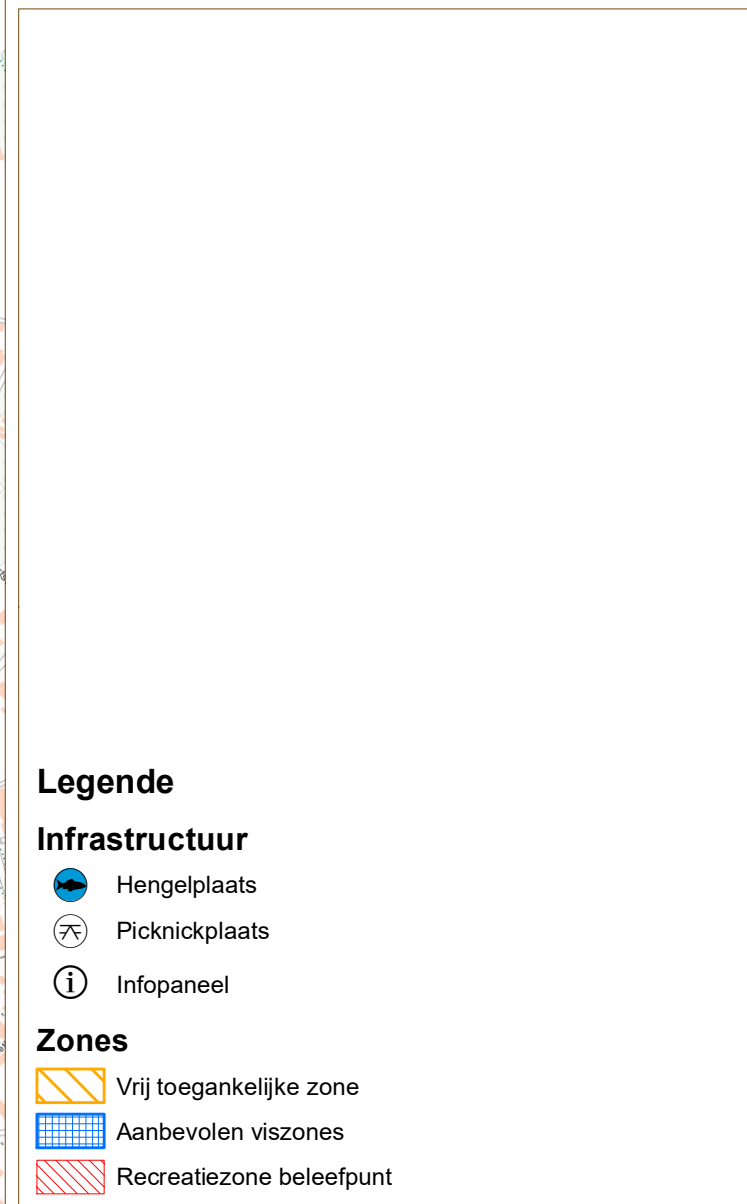 Legende
Infrastructuur
Hengelplaats
Picknickplaats
i Infopaneel
Zones
Vrij toegankelijke zone
Aanbevolen viszones
Recreatiezone beleefpunt